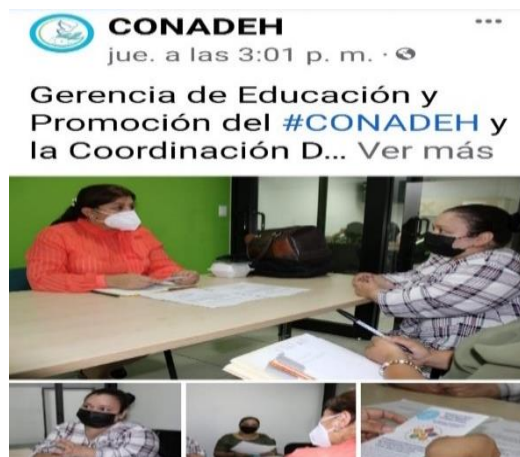 CONADEH
jue. a las 3:01 p. m. ·
Gerencia de Educación y
Promoción del #CONADEH y
la Coordinación D... Ver más